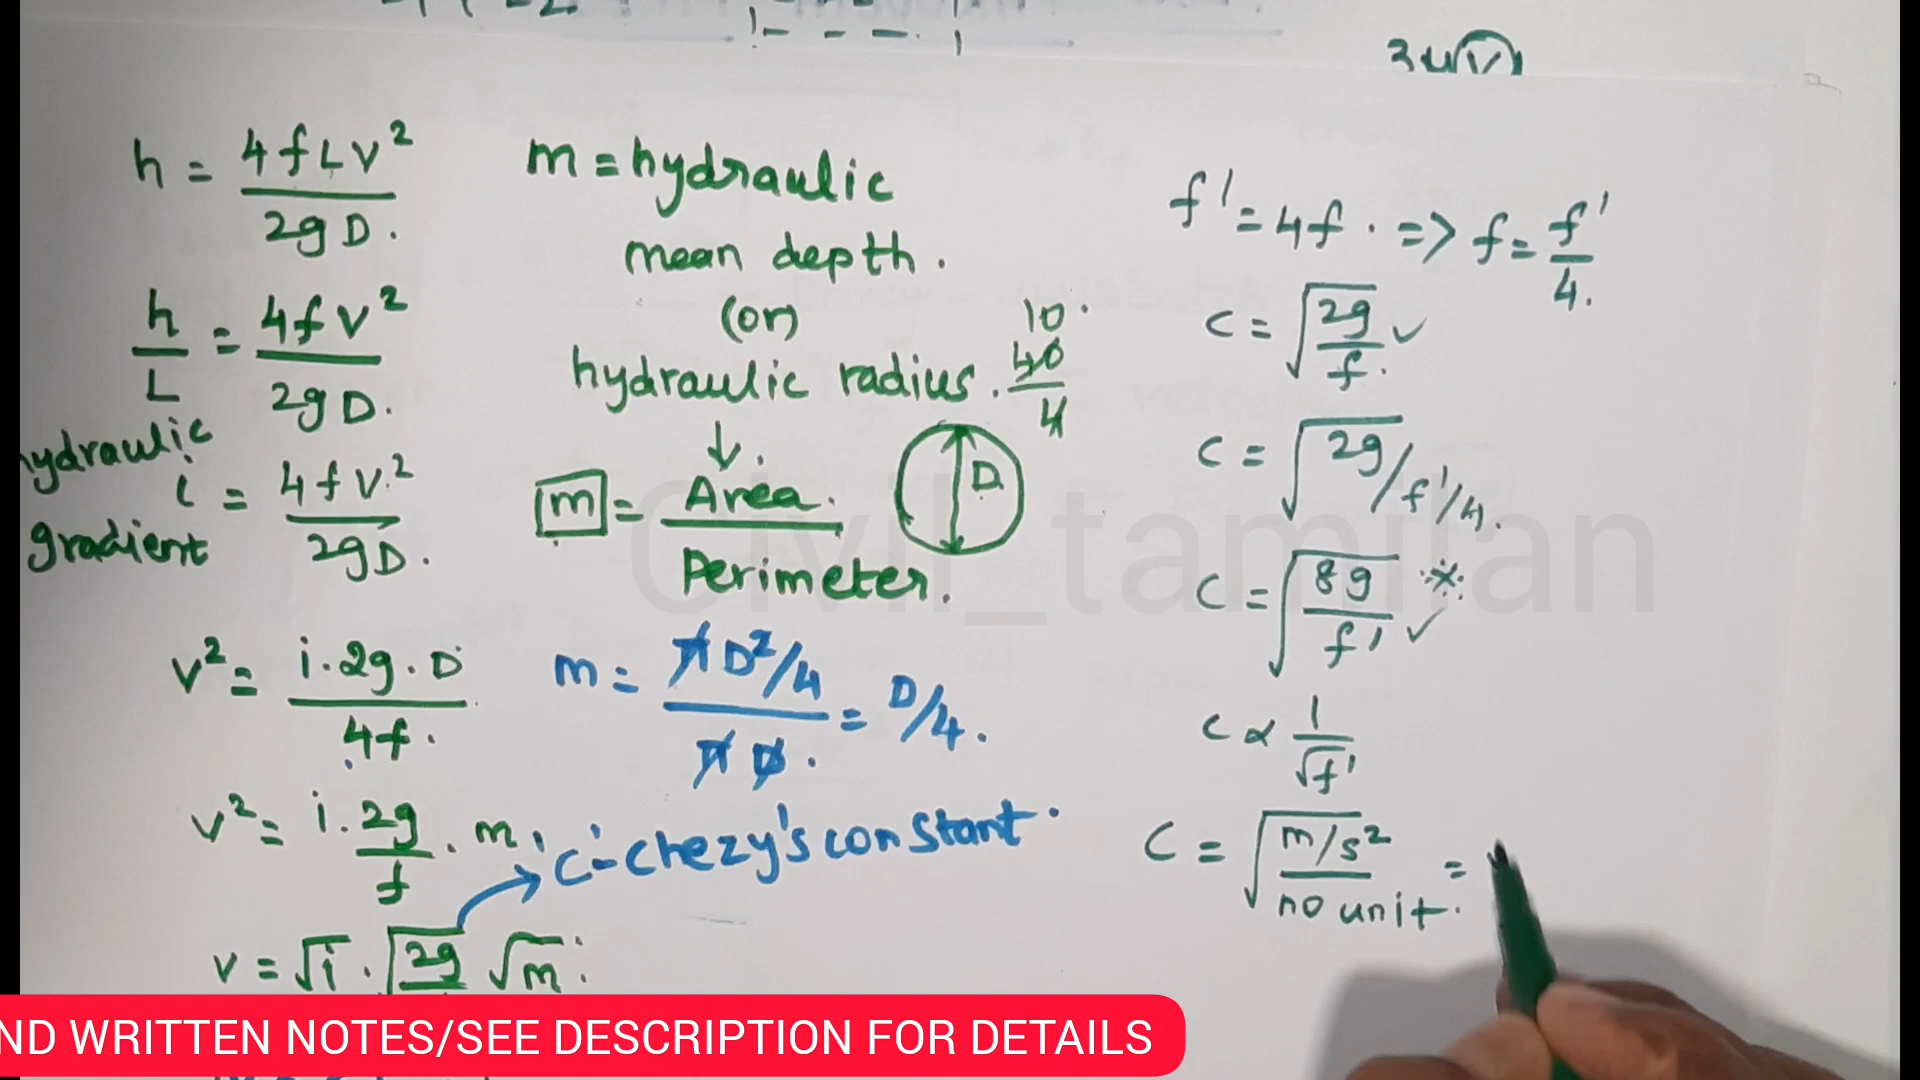 h = 4fLV² / 2gD.
h/L = 4fV² / 2gD.
hydraulic
gradient
i = 4fV² / 2gD.
V² = i.2g.D / 4f.
V² = i. 2g/f . m.
V = √i . √2g √m
m = hydraulic
mean depth.
(or)
hydraulic radius.
10
40
4
↓
m = Area. / Perimeter.
D
m = πD²/4 / πD. = D/4.
C - chezy's constant
f' = 4f. => f = f'/4.
C = √2g/f. ✓
C = √2g/f'/4.
C = √8g/f' ✓
C ∝ 1/√f'
C = √m/s² / no unit. =
Civil_tamilan
ND WRITTEN NOTES/SEE DESCRIPTION FOR DETAILS